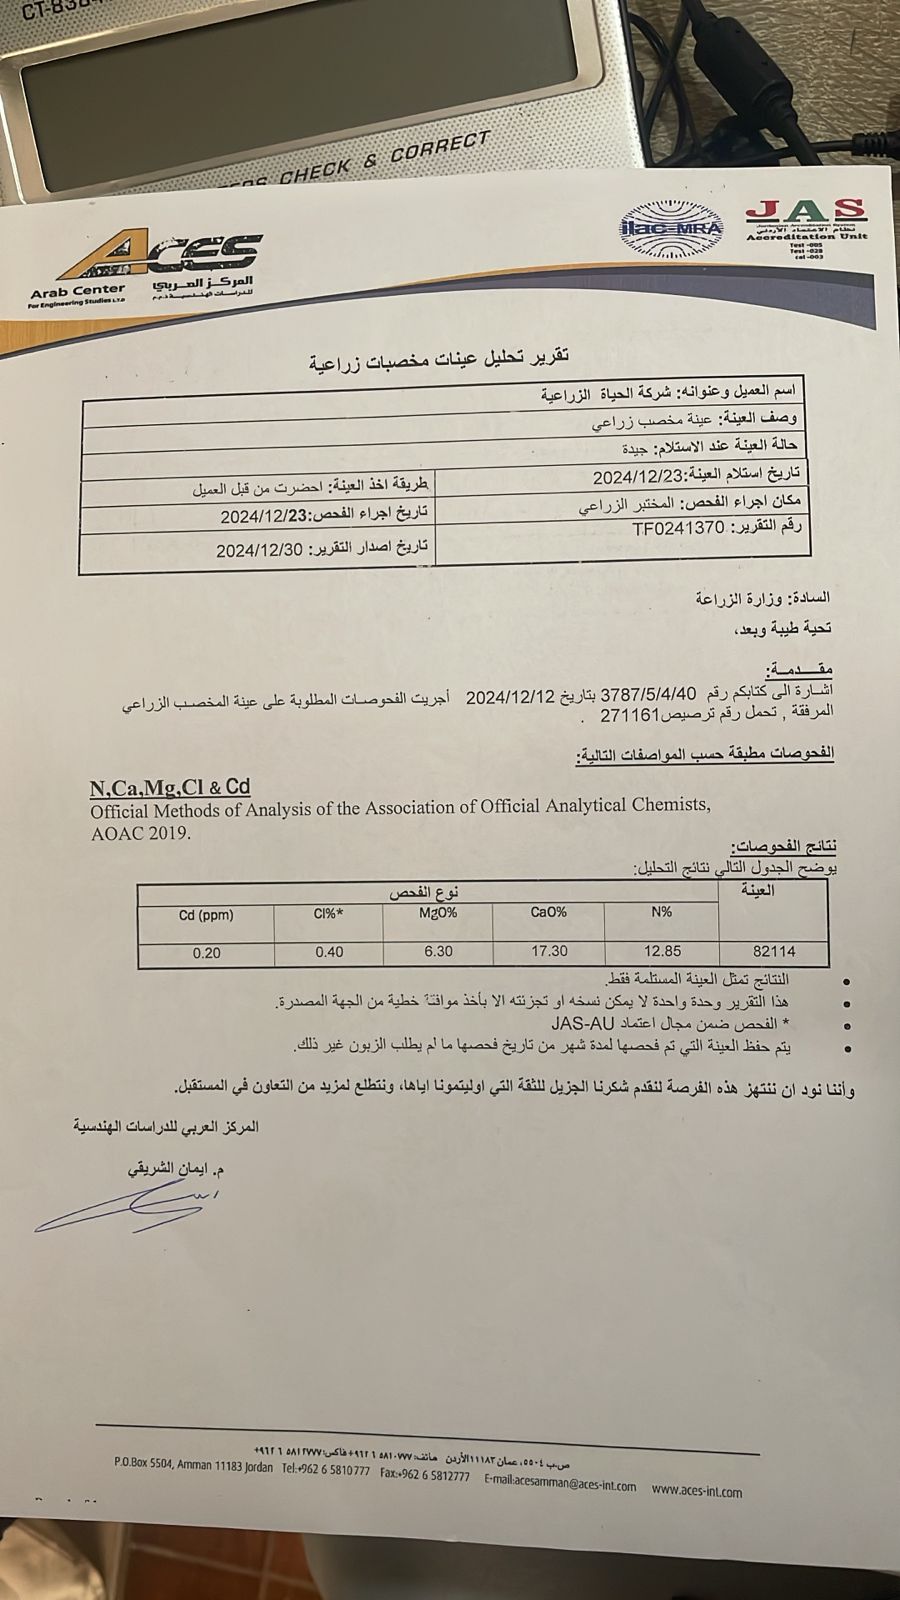 CHECK & CORRECT
ACES
Arab Center
For Engineering Studies LTD
المركز العربي
للدراسات الهندسية ذ.م.م
ilac-MRA
JAS
نظام الاعتماد الأردني
Accreditation Unit
Test -005
Test -028
cal -003
تقرير تحليل عينات مخصبات زراعية
اسم العميل وعنوانه: شركة الحياة الزراعية
وصف العينة: عينة مخصب زراعي
حالة العينة عند الاستلام: جيدة
تاريخ استلام العينة:2024/12/23
طريقة اخذ العينة: احضرت من قبل العميل
مكان اجراء الفحص: المختبر الزراعي
تاريخ اجراء الفحص:2024/12/23
رقم التقرير: TF0241370
تاريخ اصدار التقرير: 2024/12/30
السادة: وزارة الزراعة
تحية طيبة وبعد،
مقـــدمـــة:
اشارة الى كتابكم رقم 3787/5/4/40 بتاريخ 2024/12/12 أجريت الفحوصات المطلوبة على عينة المخصب الزراعي
المرفقة , تحمل رقم ترصيص271161 .
الفحوصات مطبقة حسب المواصفات التالية:
N,Ca,Mg,Cl & Cd
Official Methods of Analysis of the Association of Official Analytical Chemists,
AOAC 2019.
نتائج الفحوصات:
يوضح الجدول التالي نتائج التحليل:
العينة نوع الفحص
N% CaO% MgO% Cl%* Cd (ppm)
82114 12.85 17.30 6.30 0.40 0.20
• النتائج تمثل العينة المستلمة فقط.
• هذا التقرير وحدة واحدة لا يمكن نسخه او تجزئته الا بأخذ موافقة خطية من الجهة المصدرة.
• * الفحص ضمن مجال اعتماد JAS-AU
• يتم حفظ العينة التي تم فحصها لمدة شهر من تاريخ فحصها ما لم يطلب الزبون غير ذلك.
وأننا نود ان ننتهز هذه الفرصة لنقدم شكرنا الجزيل للثقة التي اوليتمونا اياها، ونتطلع لمزيد من التعاون في المستقبل.
المركز العربي للدراسات الهندسية
م. ايمان الشريقي
ص.ب ٥٥٠٤، عمان ١١١٨٣ الأردن هاتف: ٥٨١٠٧٧٧ ٦ ٩٦٢+ فاكس: ٥٨١٢٧٧٧ ٦ ٩٦٢+
P.O.Box 5504, Amman 11183 Jordan Tel:+962 6 5810777 Fax:+962 6 5812777 E-mail:acesamman@aces-int.com www.aces-int.com